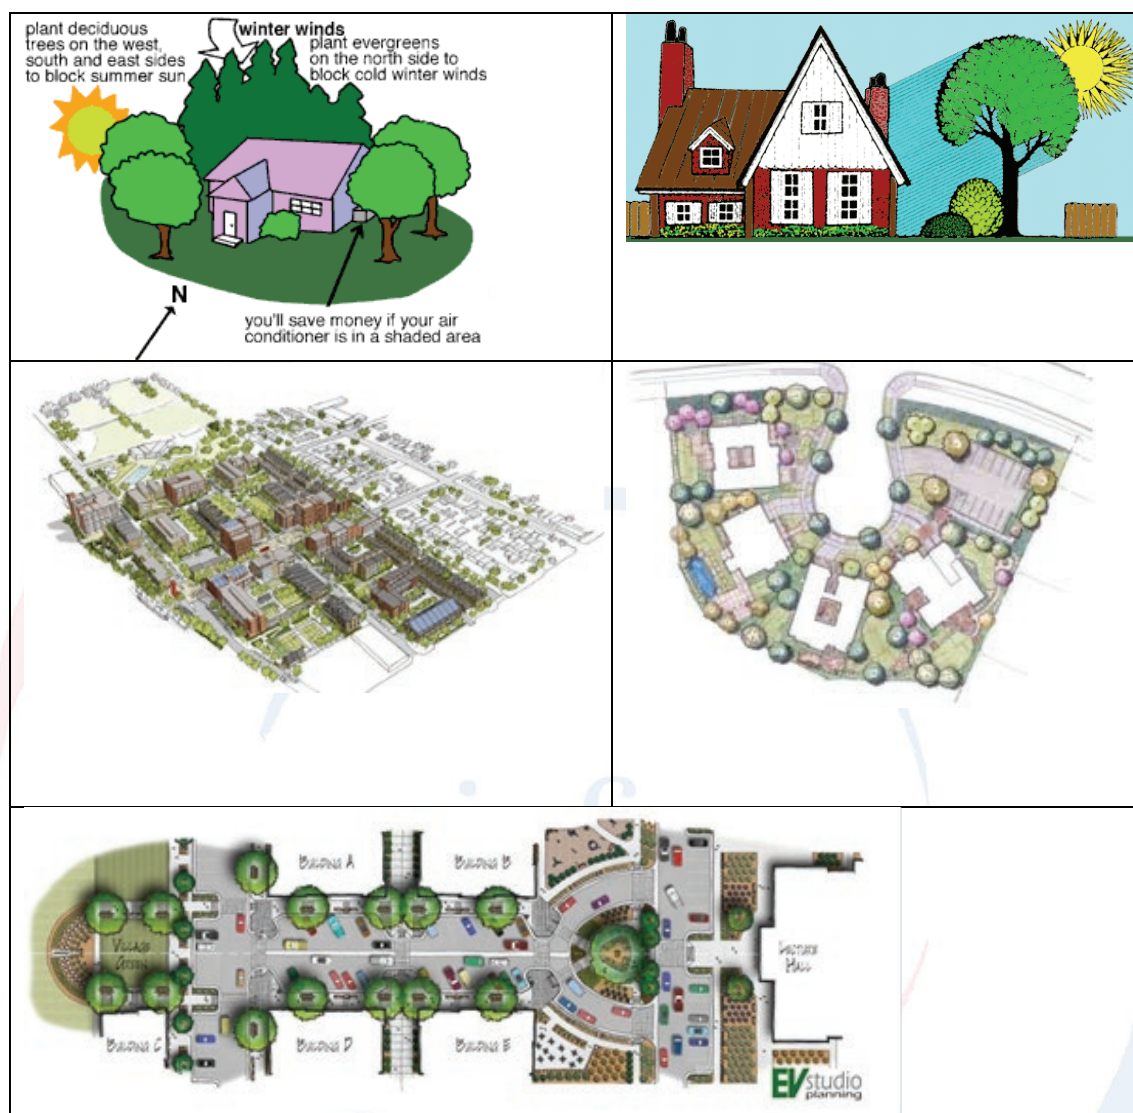 plant deciduous
trees on the west,
south and east sides
to block summer sun
winter winds
plant evergreens
on the north side to
block cold winter winds
N
you'll save money if your air
conditioner is in a shaded area
BUILDING A
BUILDING B
VILLAGE
GREEN
LECTURE
HALL
BUILDING C
BUILDING D
BUILDING E
EVstudio
planning